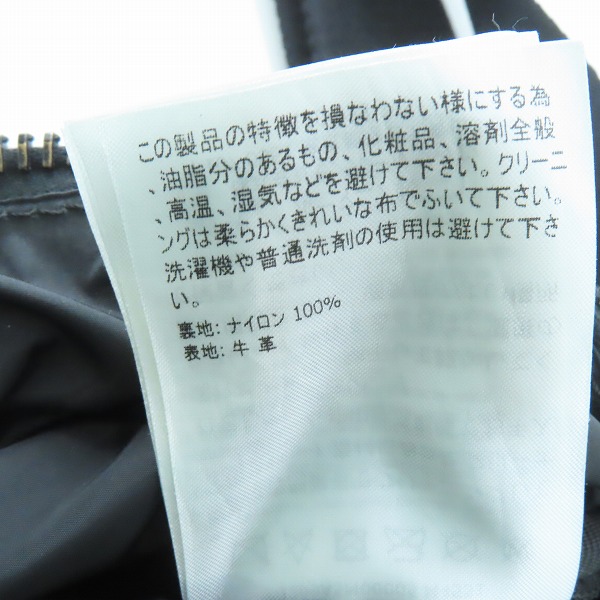 この製品の特徴を損なわない様にする為
、油脂分のあるもの、化粧品、溶剤全般
、高温、湿気などを避けて下さい。クリーニ
ングは柔らかくきれいな布でふいて下さい。
洗濯機や普通洗剤の使用は避けて下さ
い。
裏地: ナイロン 100%
表地: 牛 革